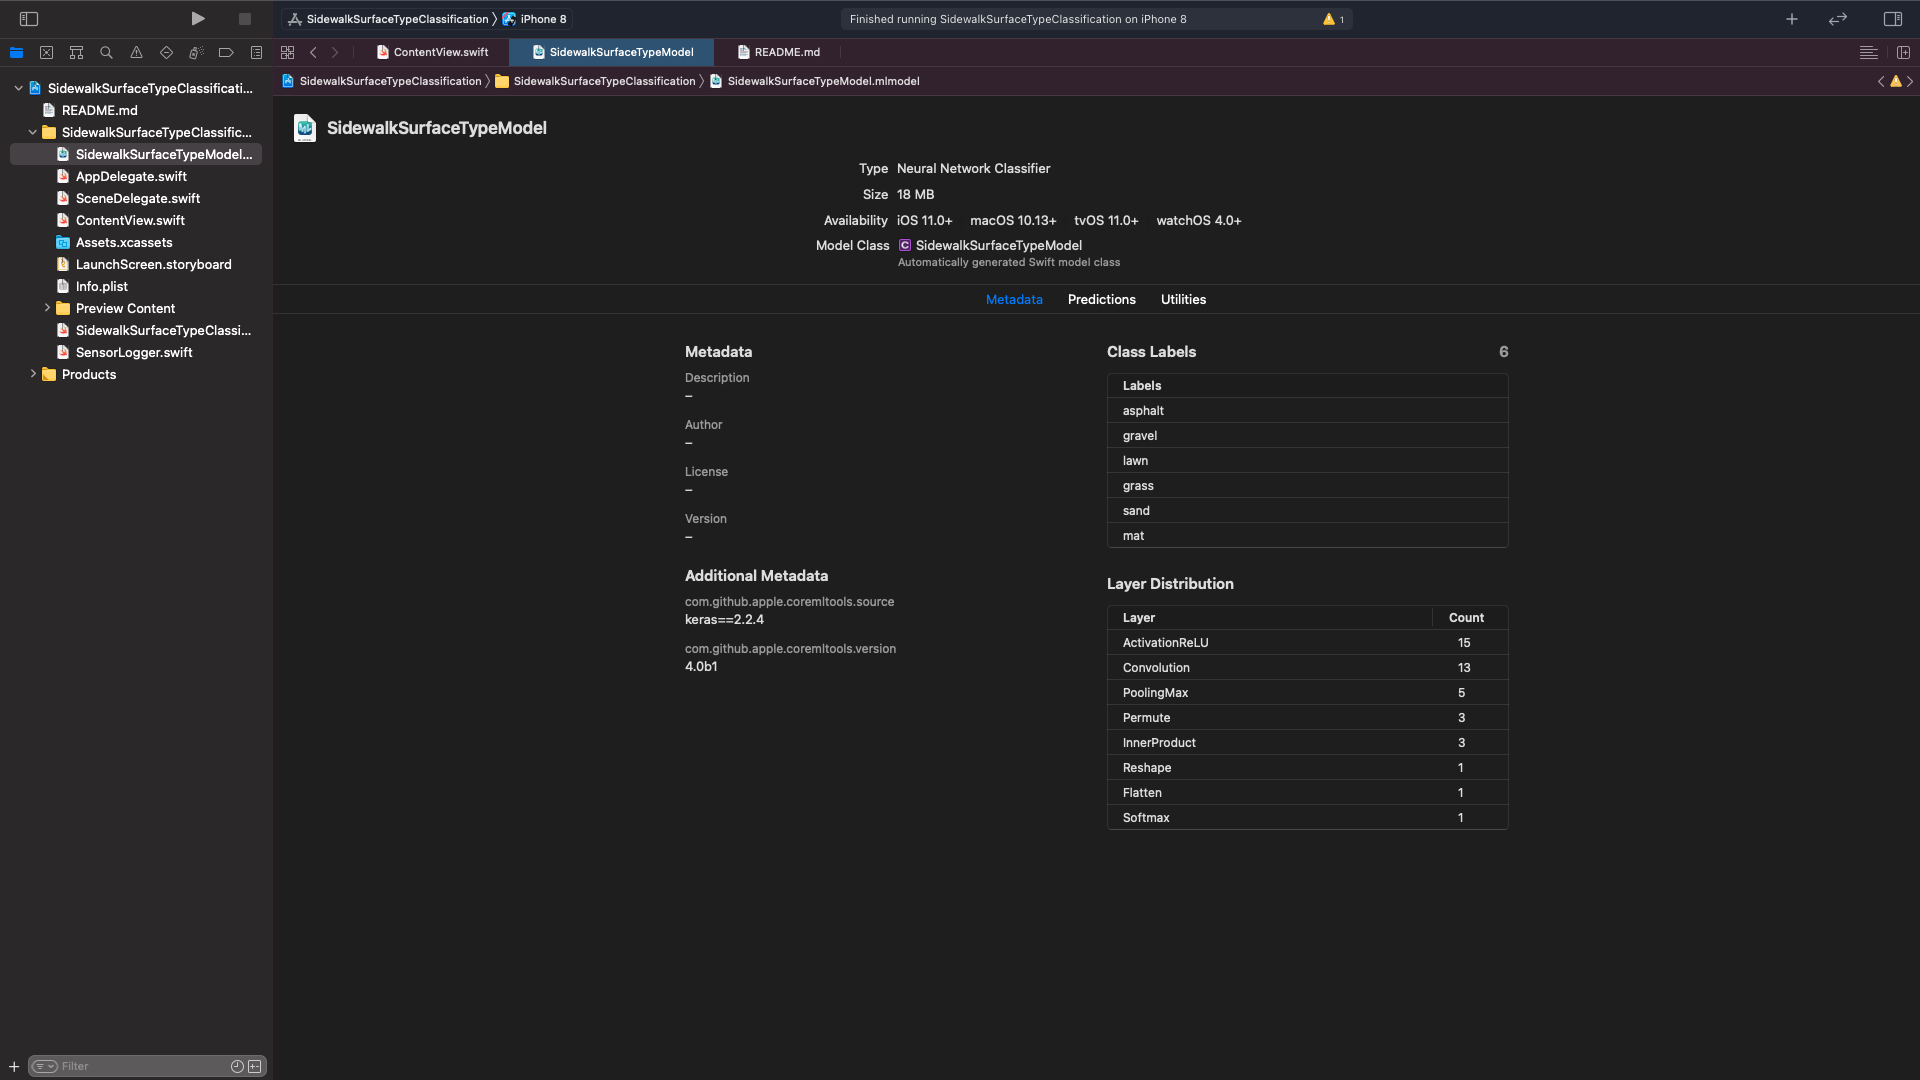 SidewalkSurfaceTypeClassification
iPhone 8
Finished running SidewalkSurfaceTypeClassification on iPhone 8
1
ContentView.swift
SidewalkSurfaceTypeModel
README.md
SidewalkSurfaceTypeClassification
SidewalkSurfaceTypeClassification
SidewalkSurfaceTypeModel.mlmodel
SidewalkSurfaceTypeClassificati...
README.md
SidewalkSurfaceTypeClassific...
SidewalkSurfaceTypeModel...
AppDelegate.swift
SceneDelegate.swift
ContentView.swift
Assets.xcassets
LaunchScreen.storyboard
Info.plist
Preview Content
SidewalkSurfaceTypeClassi...
SensorLogger.swift
Products
Filter
SidewalkSurfaceTypeModel
Type Neural Network Classifier
Size 18 MB
Availability iOS 11.0+ macOS 10.13+ tvOS 11.0+ watchOS 4.0+
Model Class C SidewalkSurfaceTypeModel
Automatically generated Swift model class
Metadata Predictions Utilities
Metadata
Description
–
Author
–
License
–
Version
–
Additional Metadata
com.github.apple.coremltools.source
keras==2.2.4
com.github.apple.coremltools.version
4.0b1
Class Labels 6
Labels
asphalt
gravel
lawn
grass
sand
mat
Layer Distribution
Layer Count
ActivationReLU 15
Convolution 13
PoolingMax 5
Permute 3
InnerProduct 3
Reshape 1
Flatten 1
Softmax 1